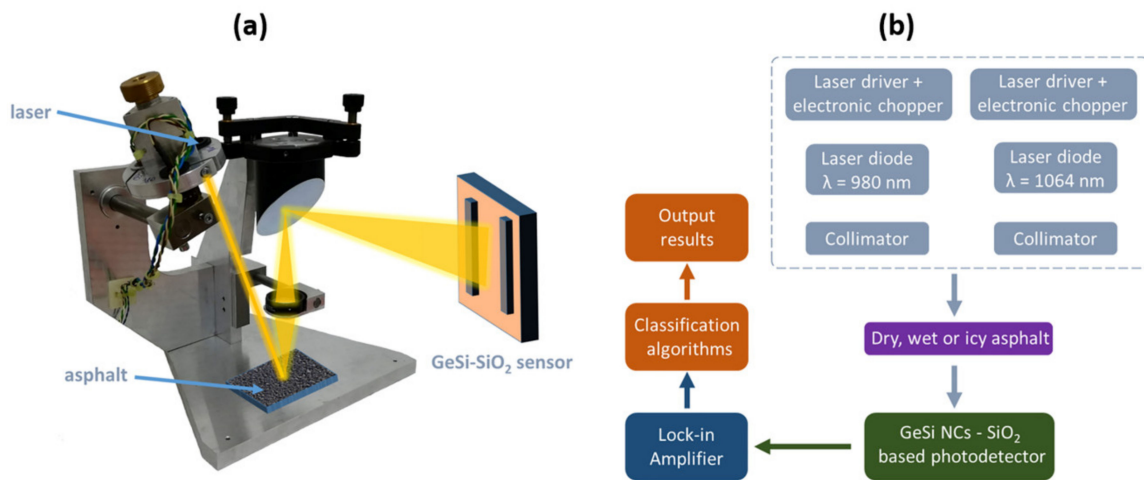 (a)
laser
asphalt
GeSi-SiO₂ sensor
(b)
Laser driver +
electronic chopper
Laser driver +
electronic chopper
Laser diode
λ = 980 nm
Laser diode
λ = 1064 nm
Collimator
Collimator
Dry, wet or icy asphalt
GeSi NCs - SiO₂
based photodetector
Lock-in
Amplifier
Classification
algorithms
Output
results